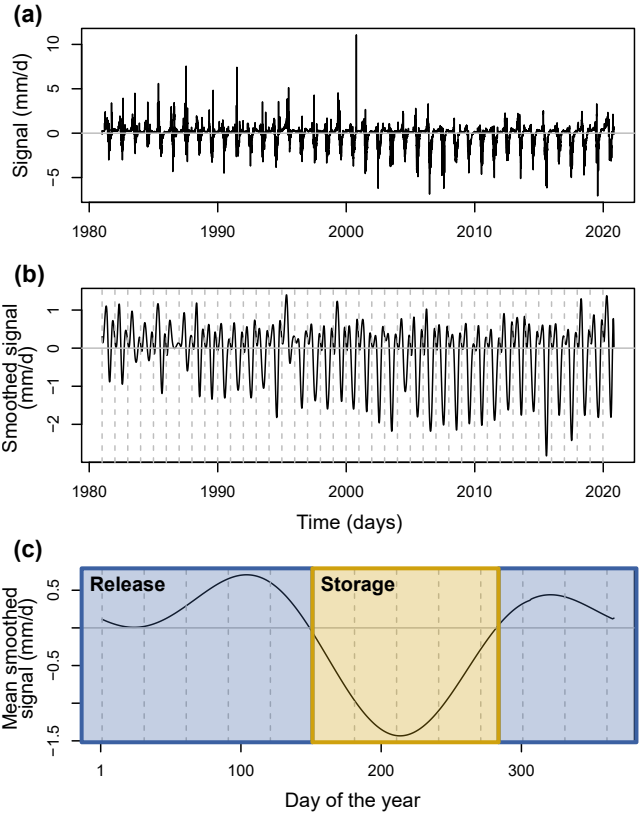 (a)
Signal (mm/d)
10
5
0
−5
1980 1990 2000 2010 2020
(b)
Smoothed signal
(mm/d)
1
0
−1
−2
1980 1990 2000 2010 2020
Time (days)
(c)
Mean smoothed
signal (mm/d)
0.5
−0.5
−1.5
Release
Storage
1 100 200 300
Day of the year